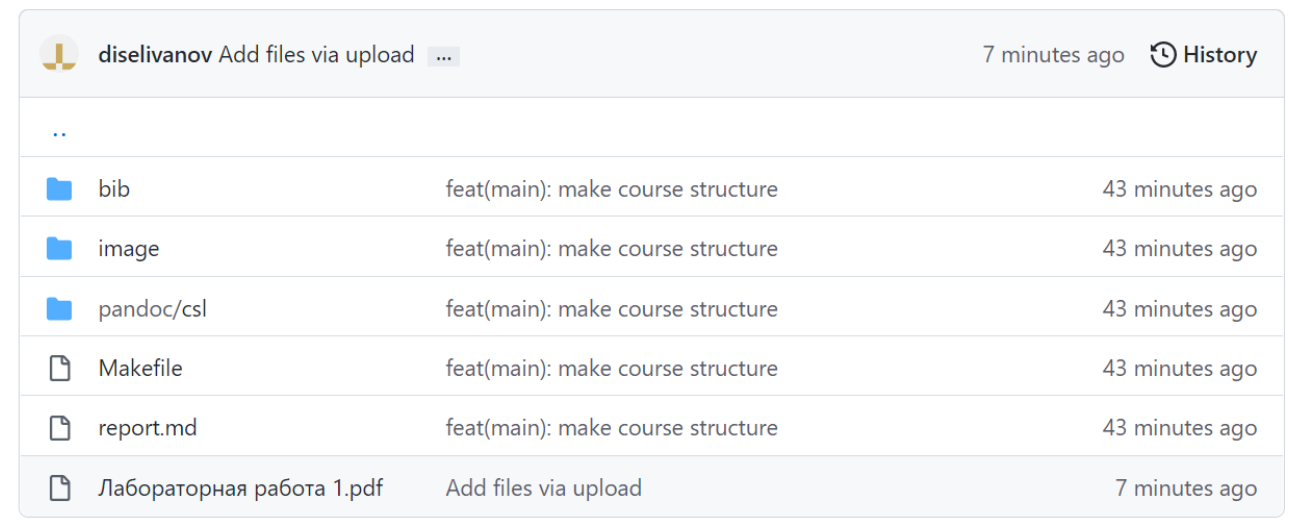 diselivanov Add files via upload ... 7 minutes ago History
..
bib feat(main): make course structure 43 minutes ago
image feat(main): make course structure 43 minutes ago
pandoc/csl feat(main): make course structure 43 minutes ago
Makefile feat(main): make course structure 43 minutes ago
report.md feat(main): make course structure 43 minutes ago
Лабораторная работа 1.pdf Add files via upload 7 minutes ago